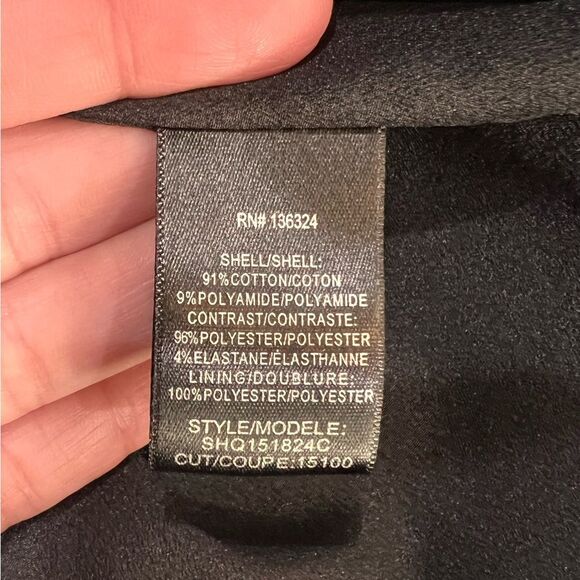 RN# 136324
SHELL/SHELL:
91%COTTON/COTON
9%POLYAMIDE/POLYAMIDE
CONTRAST/CONTRASTE:
96%POLYESTER/POLYESTER
4%ELASTANE/ÉLASTHANNE
LINING/DOUBLURE:
100%POLYESTER/POLYESTER
STYLE/MODELE:
SHQ151824C
CUT/COUPE:15100